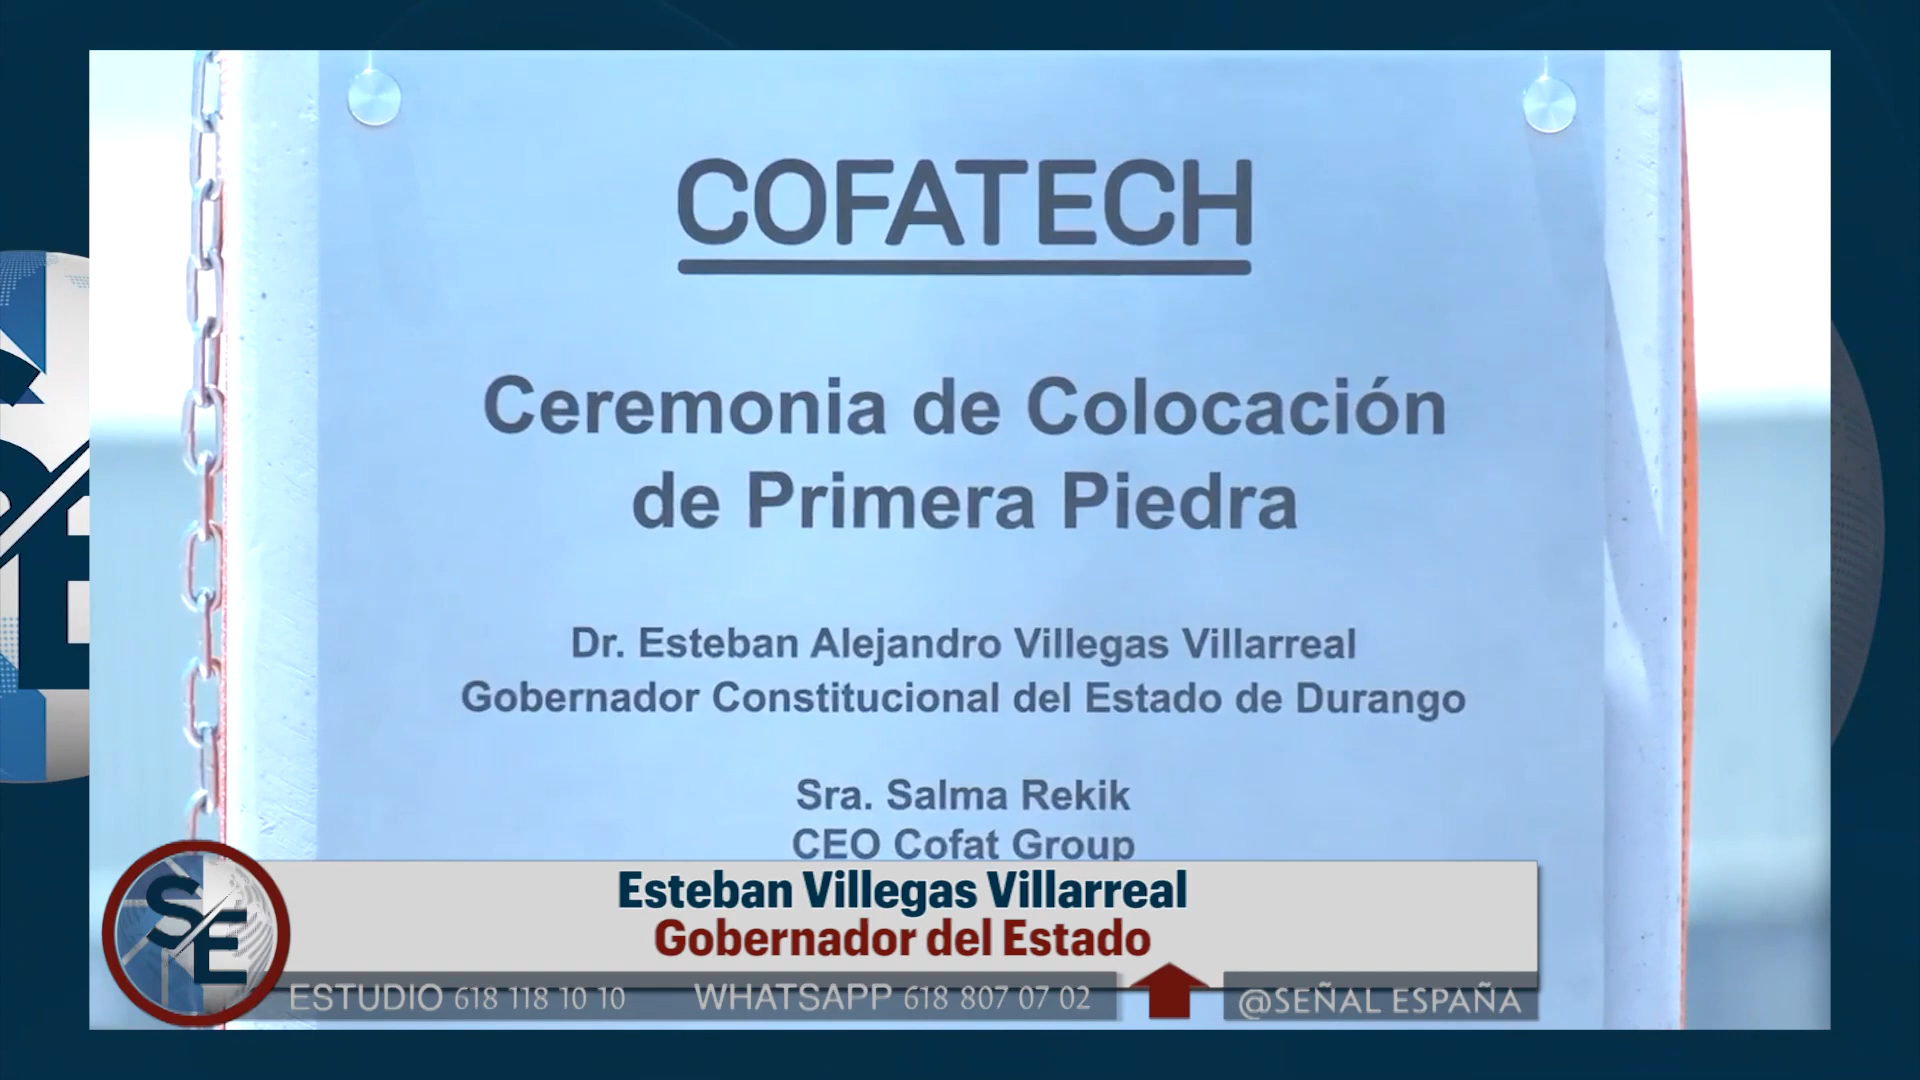 COFATECH
Ceremonia de Colocación
de Primera Piedra
Dr. Esteban Alejandro Villegas Villarreal
Gobernador Constitucional del Estado de Durango
Sra. Salma Rekik
CEO Cofat Group
Esteban Villegas Villarreal
Gobernador del Estado
SE
ESTUDIO 618 118 10 10 WHATSAPP 618 807 07 02 @SEÑAL ESPAÑA